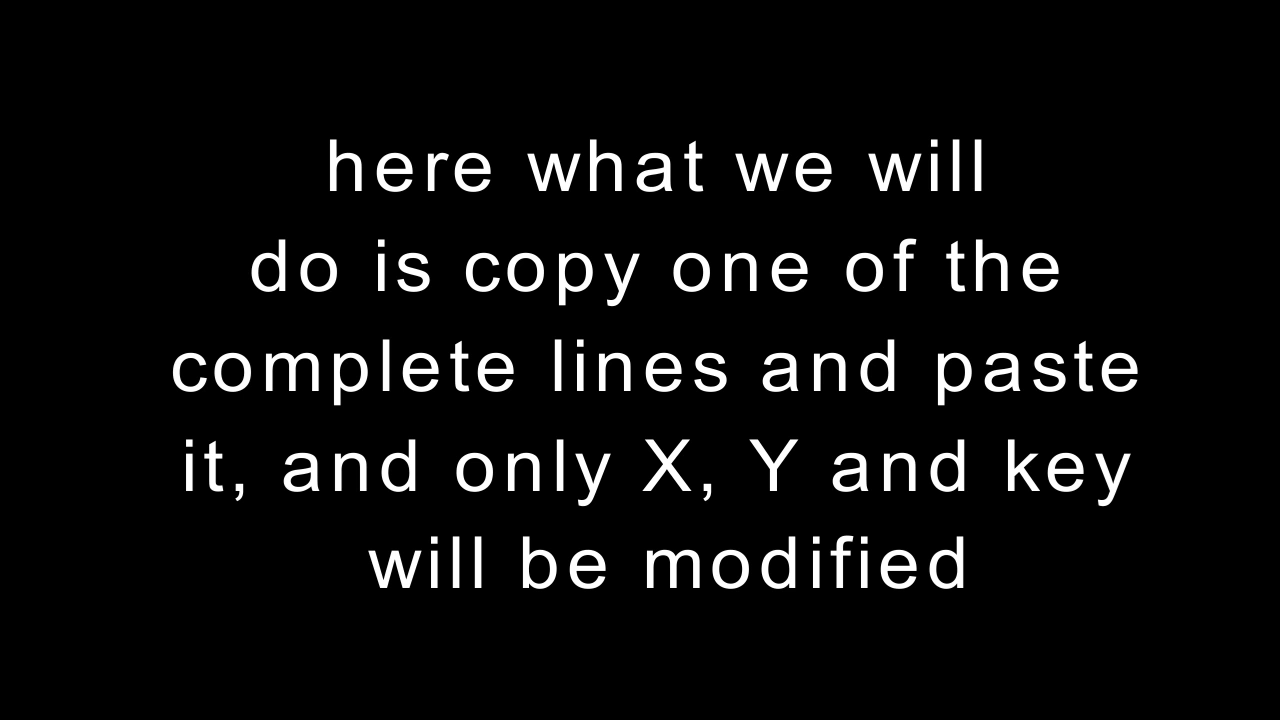 here what we will
do is copy one of the
complete lines and paste
it, and only X, Y and key
will be modified